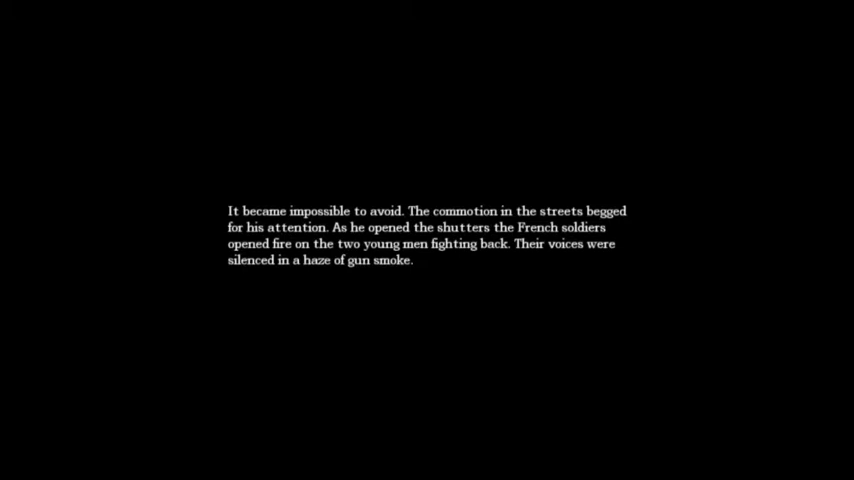 It became impossible to avoid. The commotion in the streets begged
for his attention. As he opened the shutters the French soldiers
opened fire on the two young men fighting back. Their voices were
silenced in a haze of gun smoke.